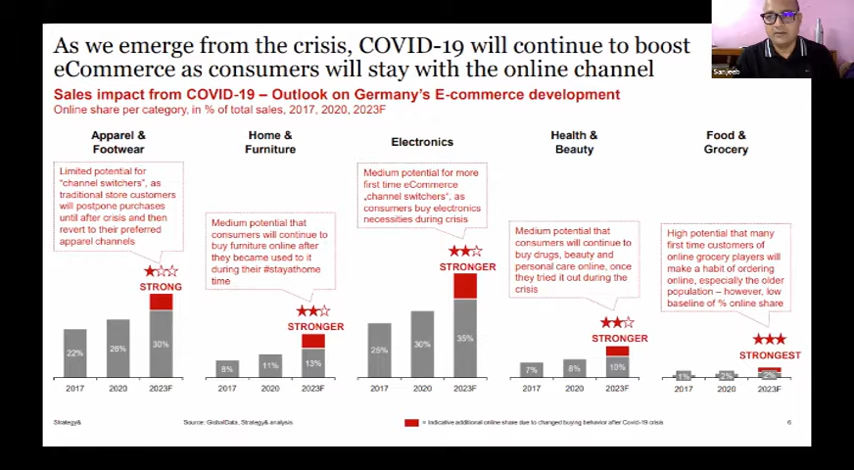 As we emerge from the crisis, COVID-19 will continue to boost
eCommerce as consumers will stay with the online channel
Sales impact from COVID-19 – Outlook on Germany's E-commerce development
Online share per category, in % of total sales, 2017, 2020, 2023F
Sanjeeb
Apparel &
Footwear
Limited potential for
"channel switchers", as
traditional store customers
will postpone purchases
until after crisis and then
revert to their preferred
apparel channels
STRONG
22%
26%
30%
2017 2020 2023F
Home &
Furniture
Medium potential that
consumers will continue to
buy furniture online after
they became used to it
during their #stayathome
time
STRONGER
8%
11%
13%
2017 2020 2023F
Electronics
Medium potential for more
first time eCommerce
„channel switchers", as
consumers buy electronics
necessities during crisis
STRONGER
25%
30%
35%
2017 2020 2023F
Health &
Beauty
Medium potential that
consumers will continue to
buy drugs, beauty and
personal care online, once
they tried it out during the
crisis
STRONGER
7%
8%
10%
2017 2020 2023F
Food &
Grocery
High potential that many
first time customers of
online grocery players will
make a habit of ordering
online, especially the older
population – however, low
baseline of % online share
STRONGEST
1%
2%
2%
2017 2020 2023F
Strategy&
Source: GlobalData, Strategy& analysis
= Indicative additional online share due to changed buying behavior after Covid-19 crisis
6